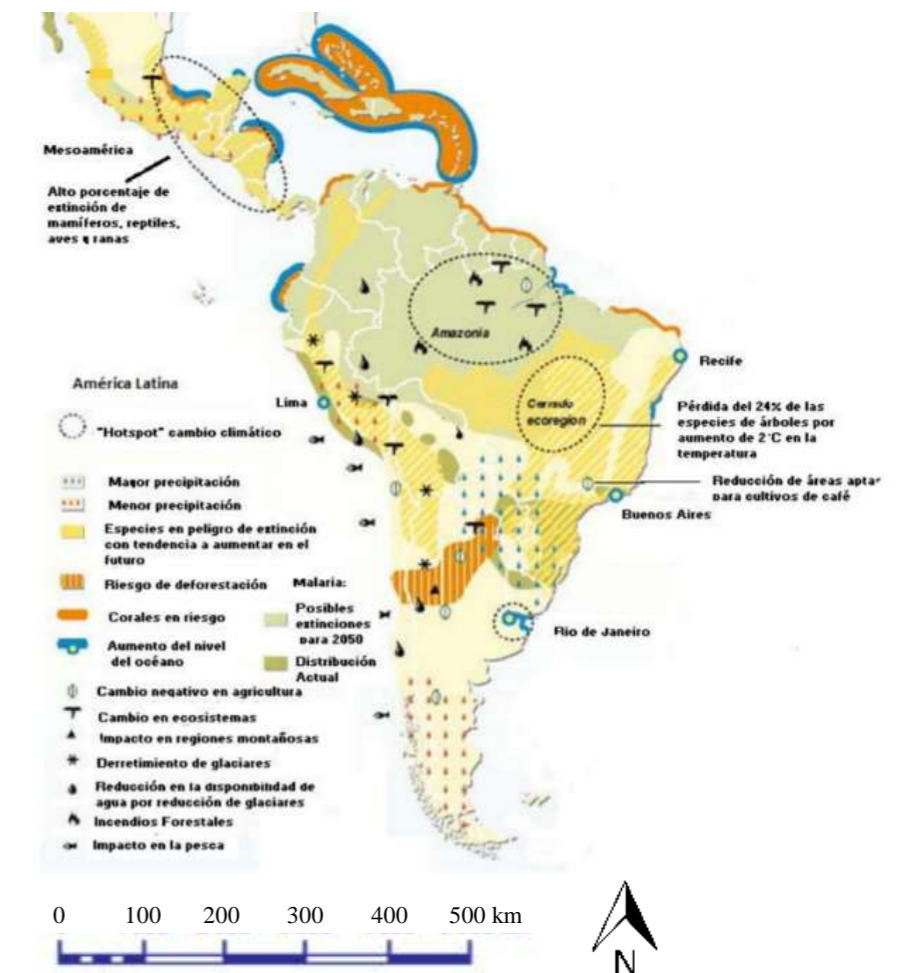 Mesoamérica
Alto porcentaje de
extinción de
mamíferos, reptiles,
aves y ranas
Amazonia
Recife
América Latina
Cerrado
ecoregion
Lima
Pérdida del 24% de las
especies de árboles por
aumento de 2°C en la
temperatura
"Hotspot" cambio climático
Reducción de áreas aptas
para cultivos de café
Mayor precipitación
Menor precipitación
Buenos Aires
Especies en peligro de extinción
con tendencia a aumentar en el
futuro
Riesgo de deforestación
Malaria:
Corales en riesgo
Posibles
extinciones
para 2050
Aumento del nivel
del océano
Rio de Janeiro
Distribución
Actual
Cambio negativo en agricultura
Cambio en ecosistemas
Impacto en regiones montañosas
Derretimiento de glaciares
Reducción en la disponibilidad de
agua por reducción de glaciares
Incendios Forestales
Impacto en la pesca
0 100 200 300 400 500 km
N